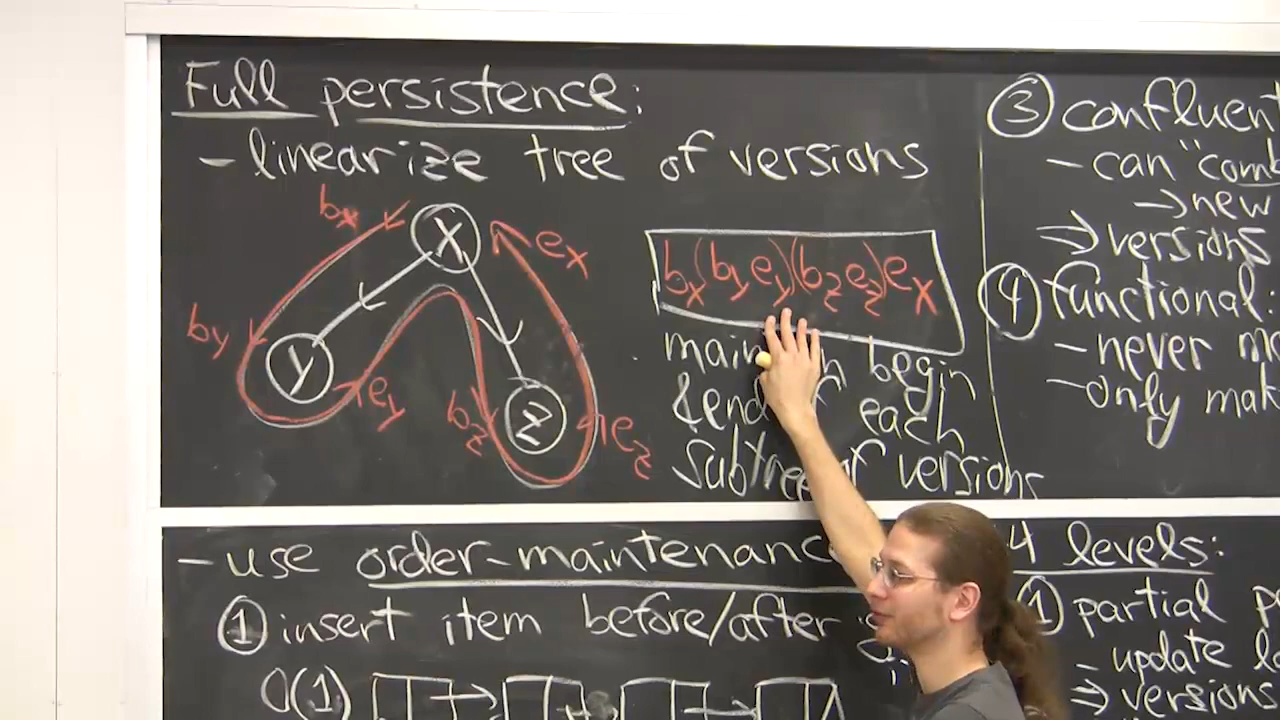 Full persistence:
- linearize tree of versions
bx
x
ex
by
y
ey
bz
z
ez
bx(by ey)(bz ez)ex
begin
& end of each
subtree of versions
- use order-maintenance
① insert item before/after
O(1)
③ confluent
- can "comb
→ new
⇒ versions
④ functional:
- never
- only mak
4 levels:
① partial p
- update
⇒ versions